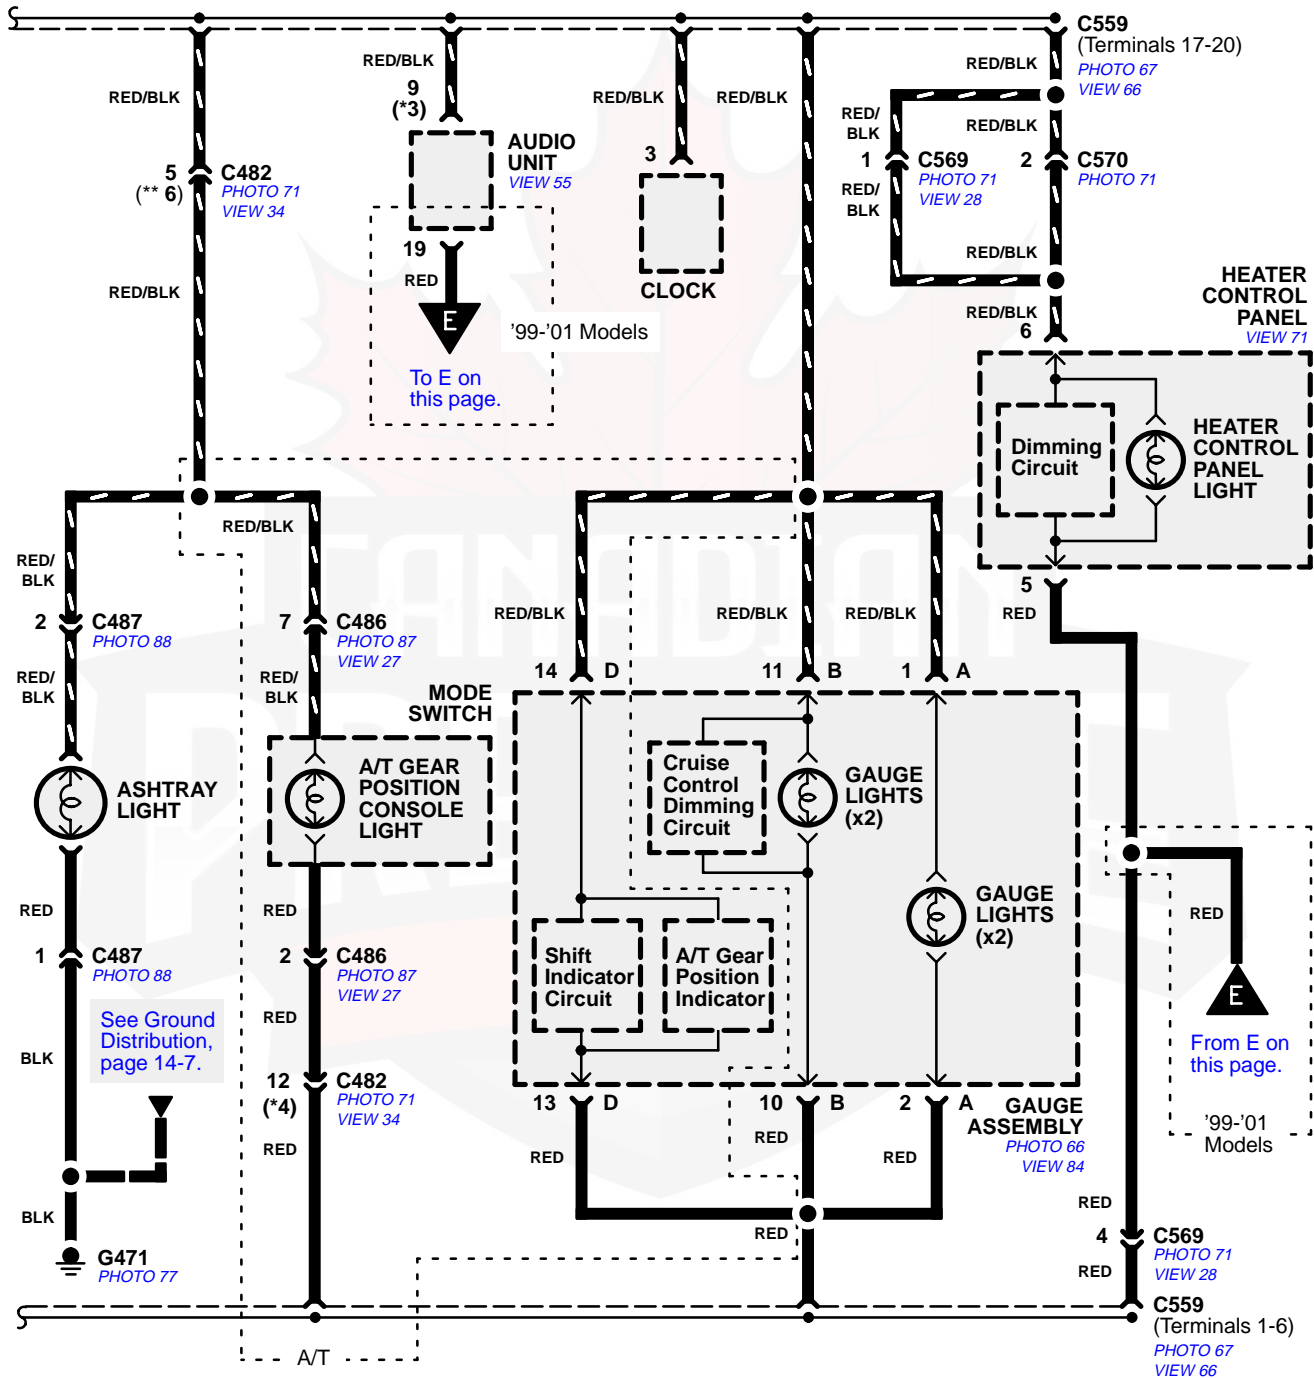 C559
(Terminals 17-20)
PHOTO 67
VIEW 66
RED/BLK
RED/BLK
9
(*3)
RED/BLK
RED/BLK
RED/BLK
RED/
BLK
RED/BLK
AUDIO
UNIT
VIEW 55
3
5
(** 6)
C482
PHOTO 71
VIEW 34
1
C569
PHOTO 71
VIEW 28
2
C570
PHOTO 71
RED/
BLK
19
RED
RED/BLK
RED/BLK
CLOCK
HEATER
CONTROL
PANEL
VIEW 71
RED/BLK
6
E
'99-'01 Models
To E on
this page.
Dimming
Circuit
HEATER
CONTROL
PANEL
LIGHT
RED/BLK
CANADIAN
RED/
BLK
5
RED
RED/BLK
RED/BLK
RED/BLK
2
C487
PHOTO 88
7
C486
PHOTO 87
VIEW 27
RED/
BLK
RED/
BLK
14
D
11
B
1
A
MODE
SWITCH
ASHTRAY
LIGHT
A/T GEAR
POSITION
CONSOLE
LIGHT
Cruise
Control
Dimming
Circuit
GAUGE
LIGHTS
(x2)
GAUGE
LIGHTS
(x2)
RED
RED
RED
1
C487
PHOTO 88
2
C486
PHOTO 87
VIEW 27
Shift
Indicator
Circuit
A/T Gear
Position
Indicator
E
See Ground
Distribution,
page 14-7.
RED
BLK
From E on
this page.
12
(*4)
C482
PHOTO 71
VIEW 34
13
D
10
B
2
A
GAUGE
ASSEMBLY
PHOTO 66
VIEW 84
'99-'01
Models
RED
RED
RED
RED
RED
BLK
RED
4
C569
PHOTO 71
VIEW 28
RED
G471
PHOTO 77
RED
C559
(Terminals 1-6)
PHOTO 67
VIEW 66
A/T